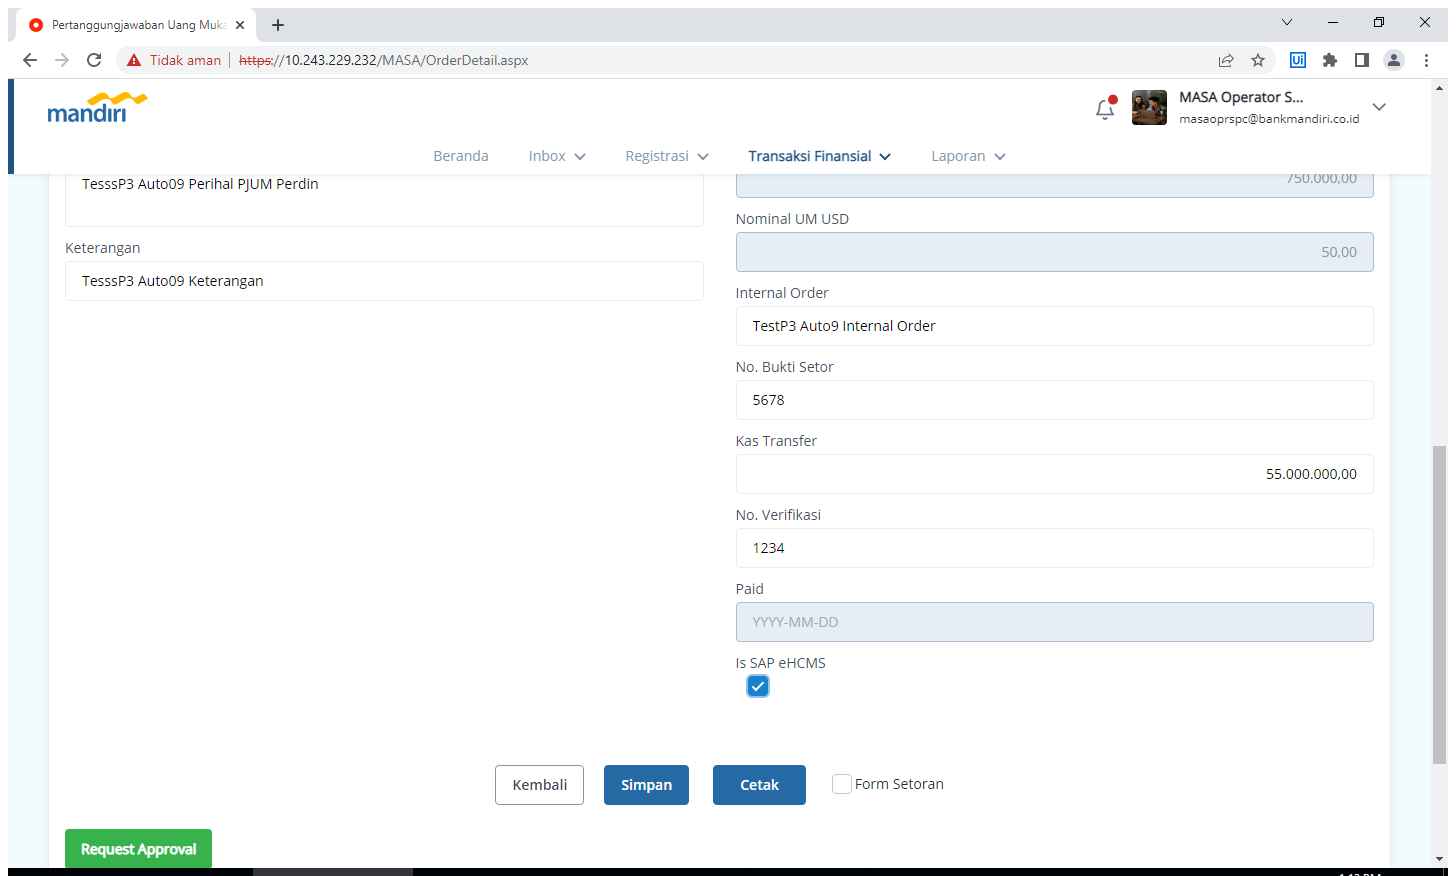 Pertanggungjawaban Uang Muka
Tidak aman https://10.243.229.232/MASA/OrderDetail.aspx
Ui
mandiri
MASA Operator S...
masaoprspc@bankmandiri.co.id
Beranda Inbox Registrasi Transaksi Finansial Laporan
TesssP3 Auto09 Perihal PJUM Perdin
Keterangan
TesssP3 Auto09 Keterangan
750.000,00
Nominal UM USD
50,00
Internal Order
TestP3 Auto9 Internal Order
No. Bukti Setor
5678
Kas Transfer
55.000.000,00
No. Verifikasi
1234
Paid
YYYY-MM-DD
Is SAP eHCMS
Kembali Simpan Cetak Form Setoran
Request Approval